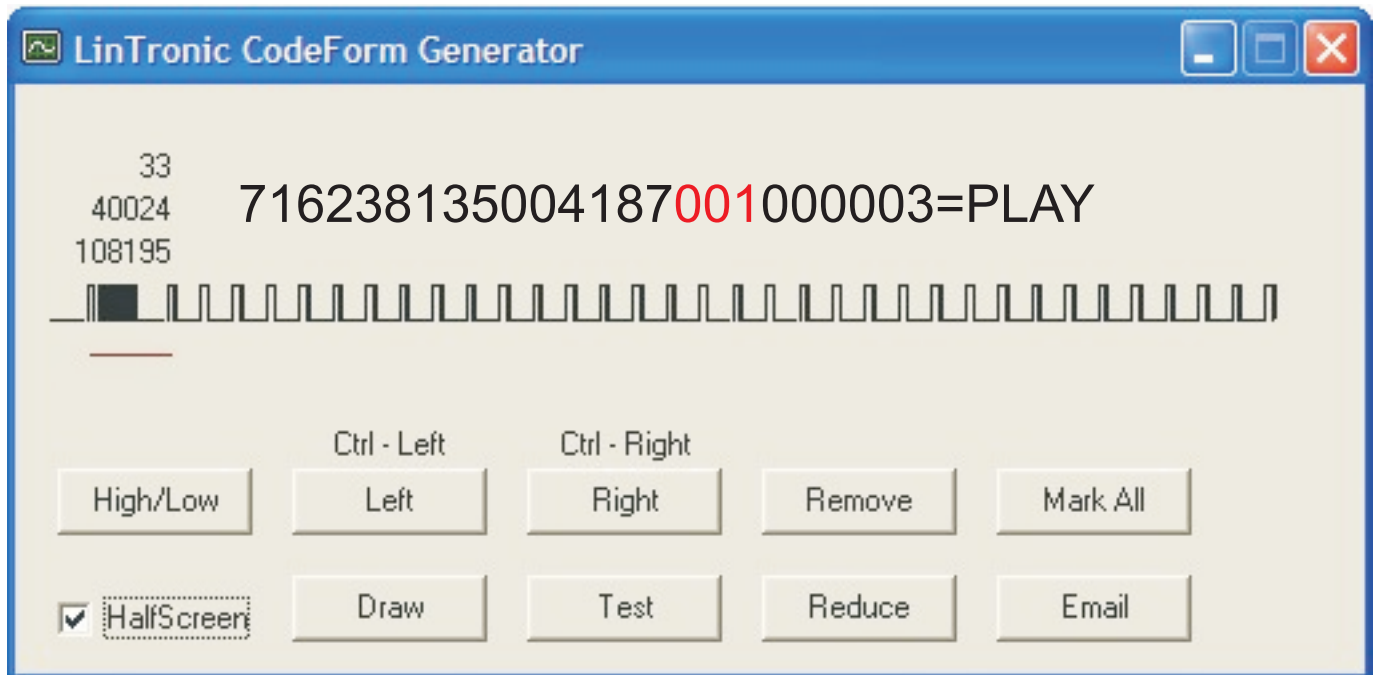 LinTronic CodeForm Generator
33
40024
108195
716238135004187001000003=PLAY
Ctrl - Left
Ctrl - Right
High/Low
Left
Right
Remove
Mark All
HalfScreen
Draw
Test
Reduce
Email